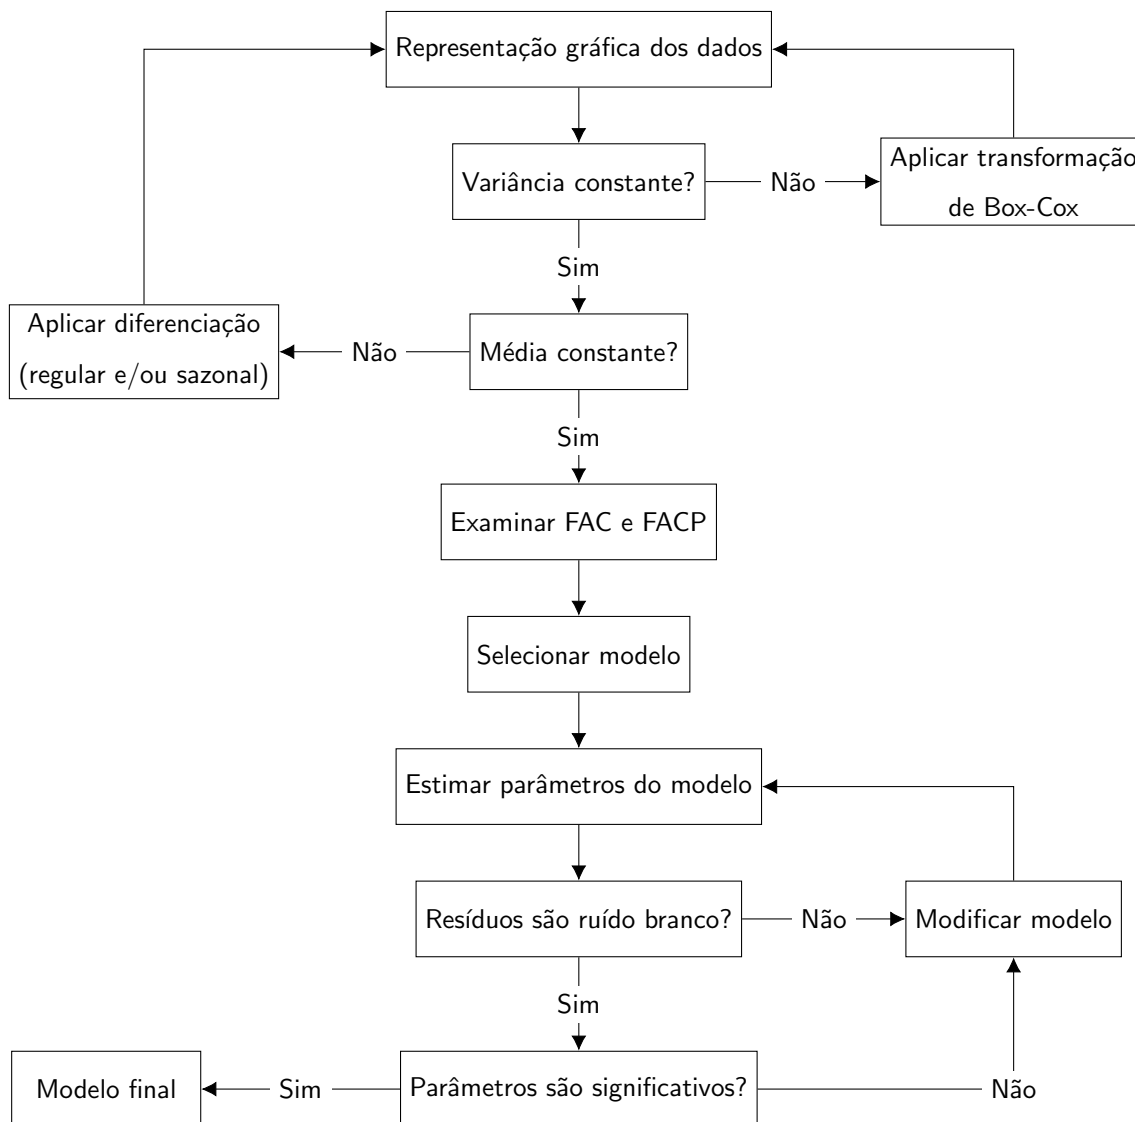 Representação gráfica dos dados
Aplicar transformação
de Box-Cox
Variância constante?
Não
Sim
Aplicar diferenciação
(regular e/ou sazonal)
Não
Média constante?
Sim
Examinar FAC e FACP
Selecionar modelo
Estimar parâmetros do modelo
Resíduos são ruído branco?
Não
Modificar modelo
Sim
Modelo final
Sim
Parâmetros são significativos?
Não